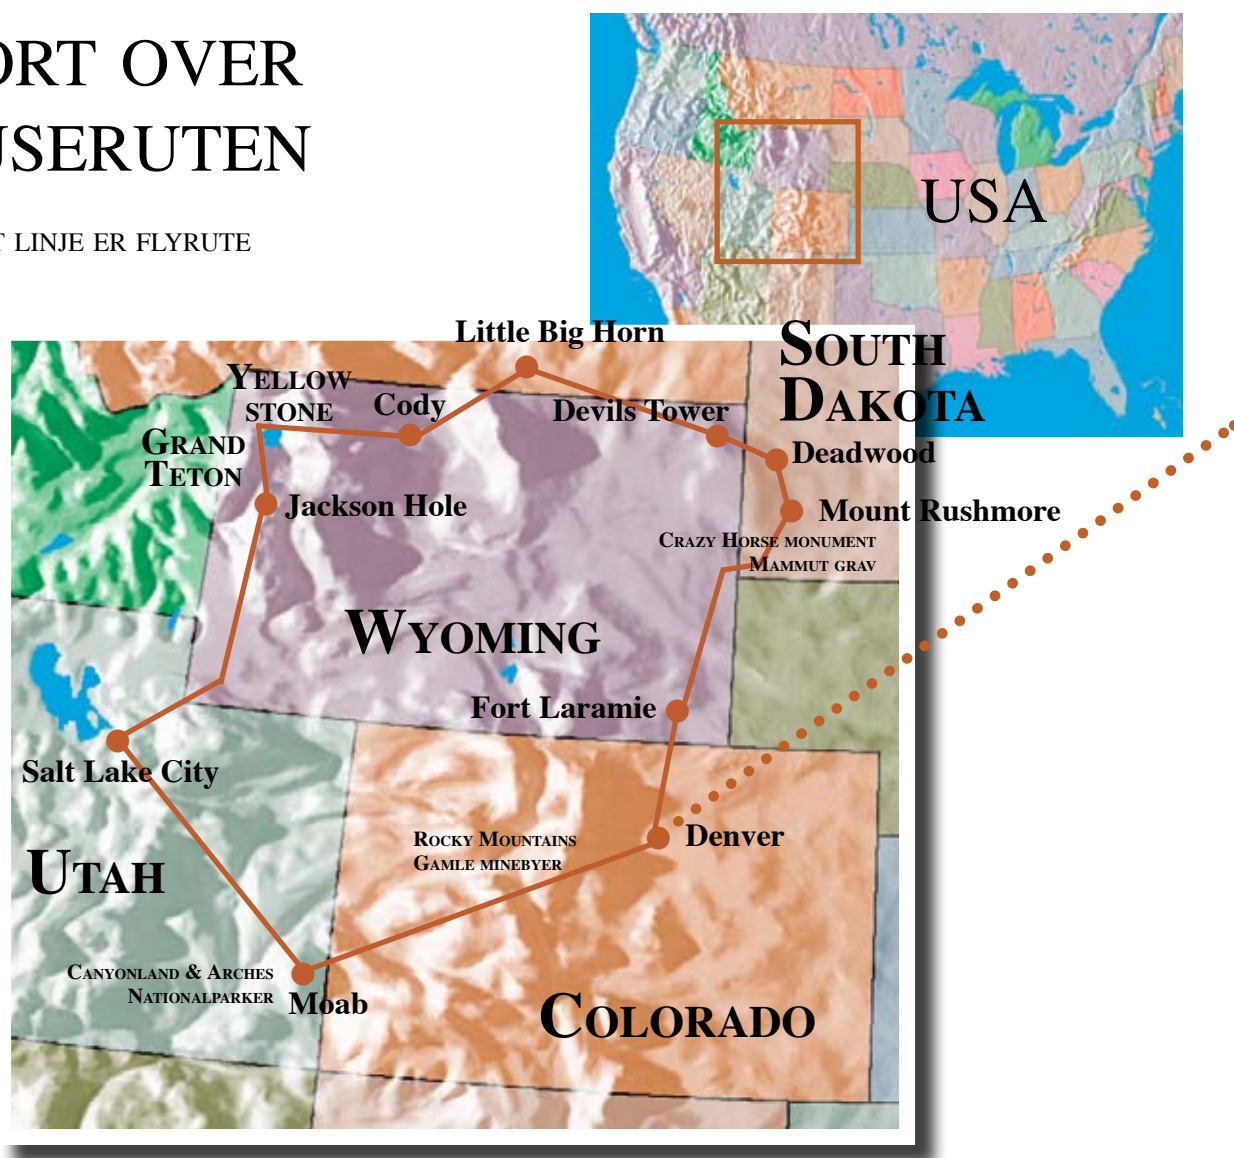 ORT OVER
JSERUTEN
T LINJE ER FLYRUTE
USA
Little Big Horn
SOUTH
DAKOTA
YELLOW
STONE
Cody
Devils Tower
GRAND
TETON
Deadwood
Jackson Hole
Mount Rushmore
CRAZY HORSE MONUMENT
MAMMUT GRAV
WYOMING
Fort Laramie
Salt Lake City
Denver
ROCKY MOUNTAINS
GAMLE MINEBYER
UTAH
CANYONLAND & ARCHES
NATIONALPARKER
Moab
COLORADO